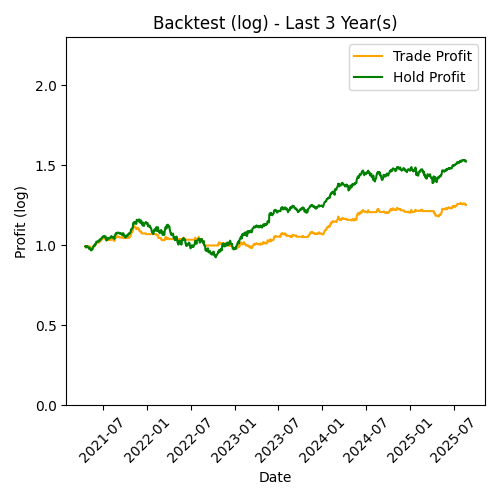 Backtest (log) - Last 3 Year(s)
Trade Profit
Hold Profit
Profit (log)
2.0
1.5
1.0
0.5
0.0
2021-07
2022-01
2022-07
2023-01
2023-07
2024-01
2024-07
2025-01
2025-07
Date